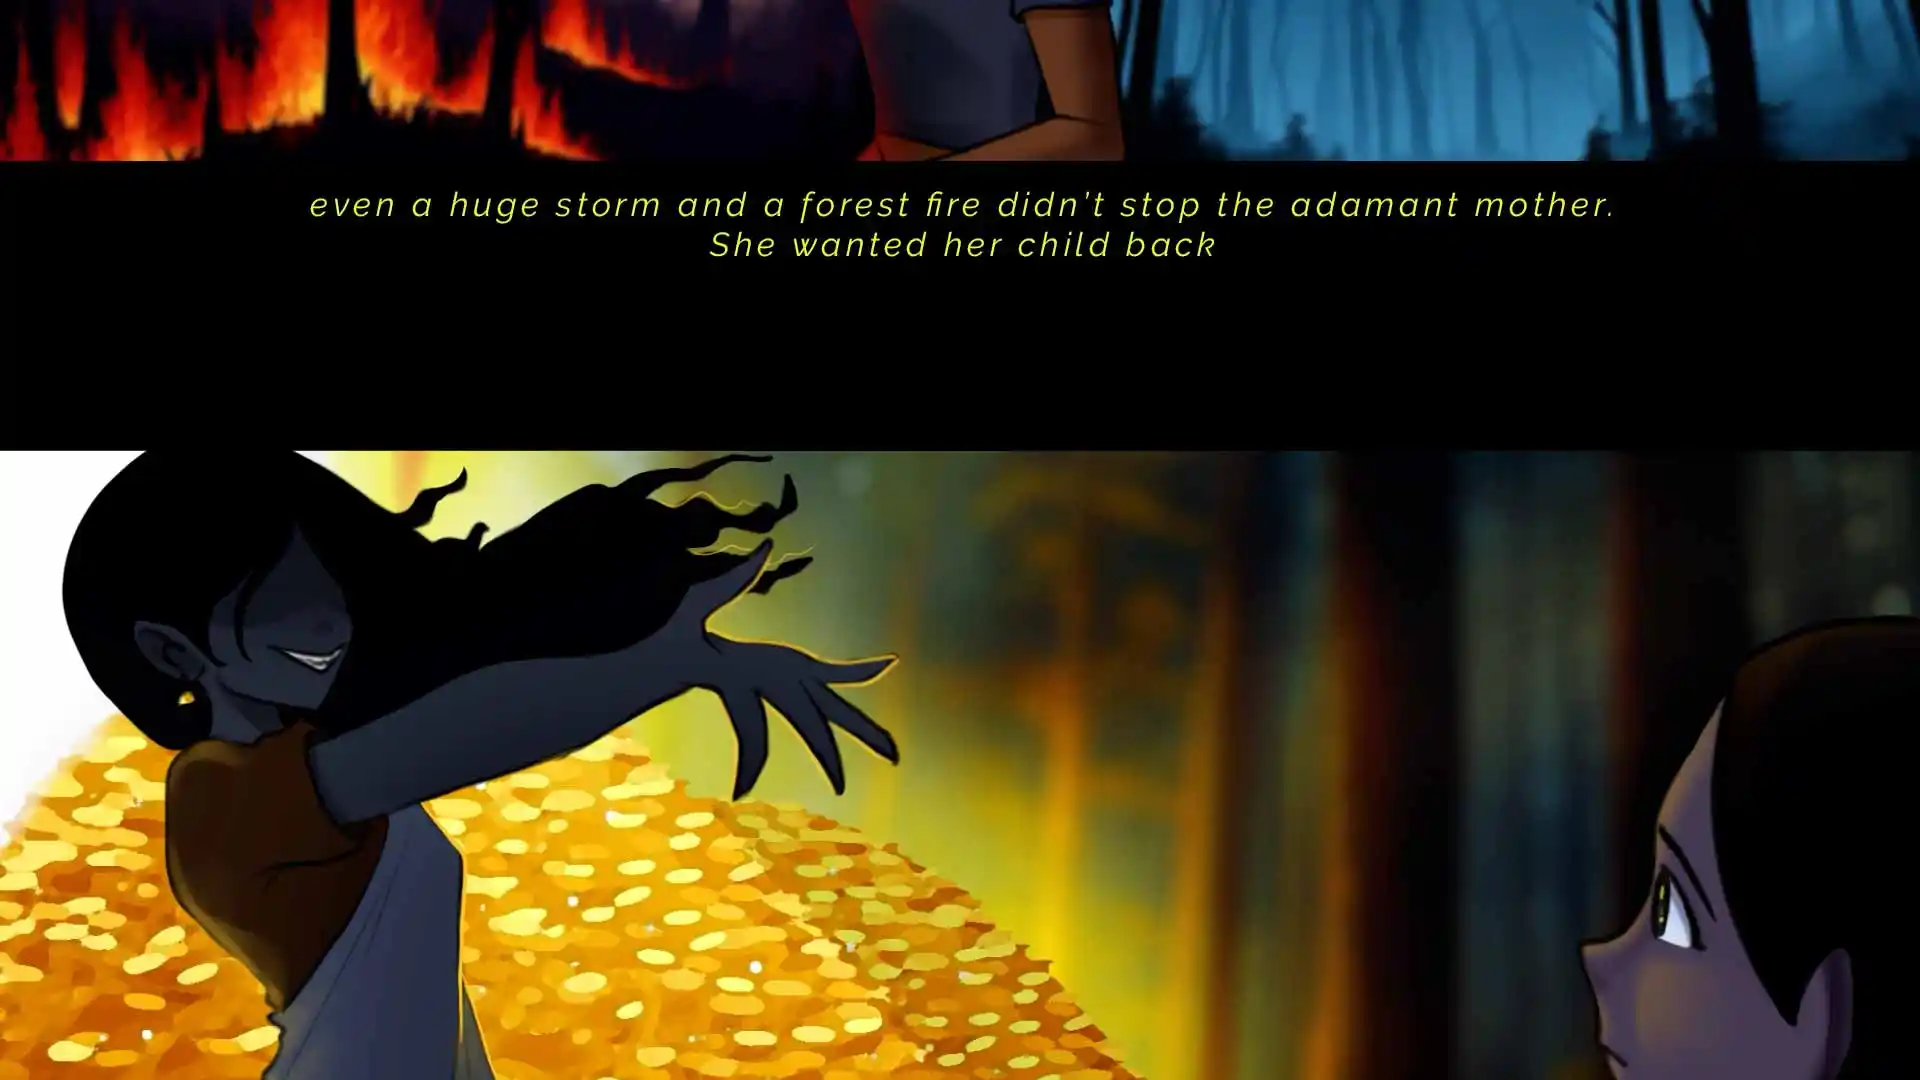 even a huge storm and a forest fire didn't stop the adamant mother.
She wanted her child back